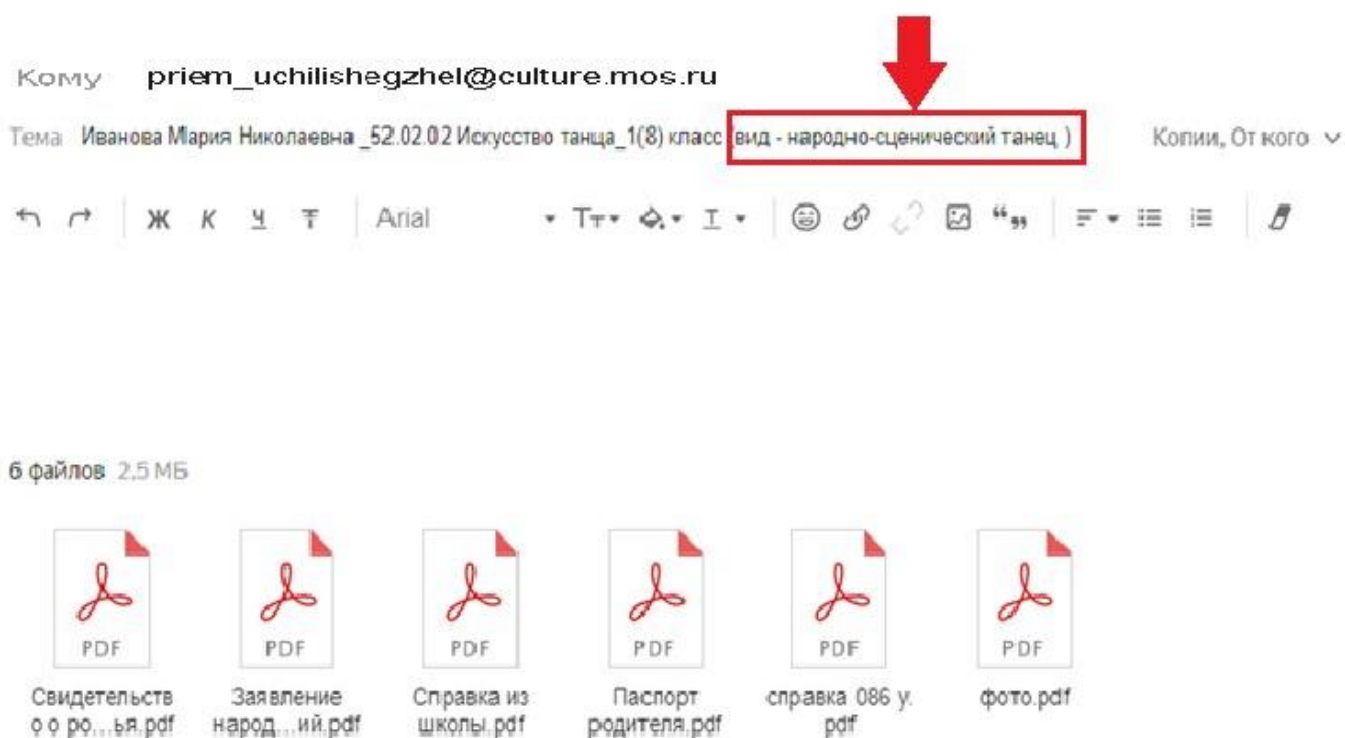 Кому priem_uchilishegzhel@culture.mos.ru
Тема Иванова Мария Николаевна _52.02.02 Искусство танца_1(8) класс (вид - народно-сценический танец )
Копии, От кого
Ж К Ч Т Arial
6 файлов 2,5 МБ
PDF PDF PDF PDF PDF PDF
Свидетельств Заявление Справка из Паспорт справка 086 у. фото.pdf
о о ро...ья.pdf народ...ий.pdf школы.pdf родителя.pdf pdf